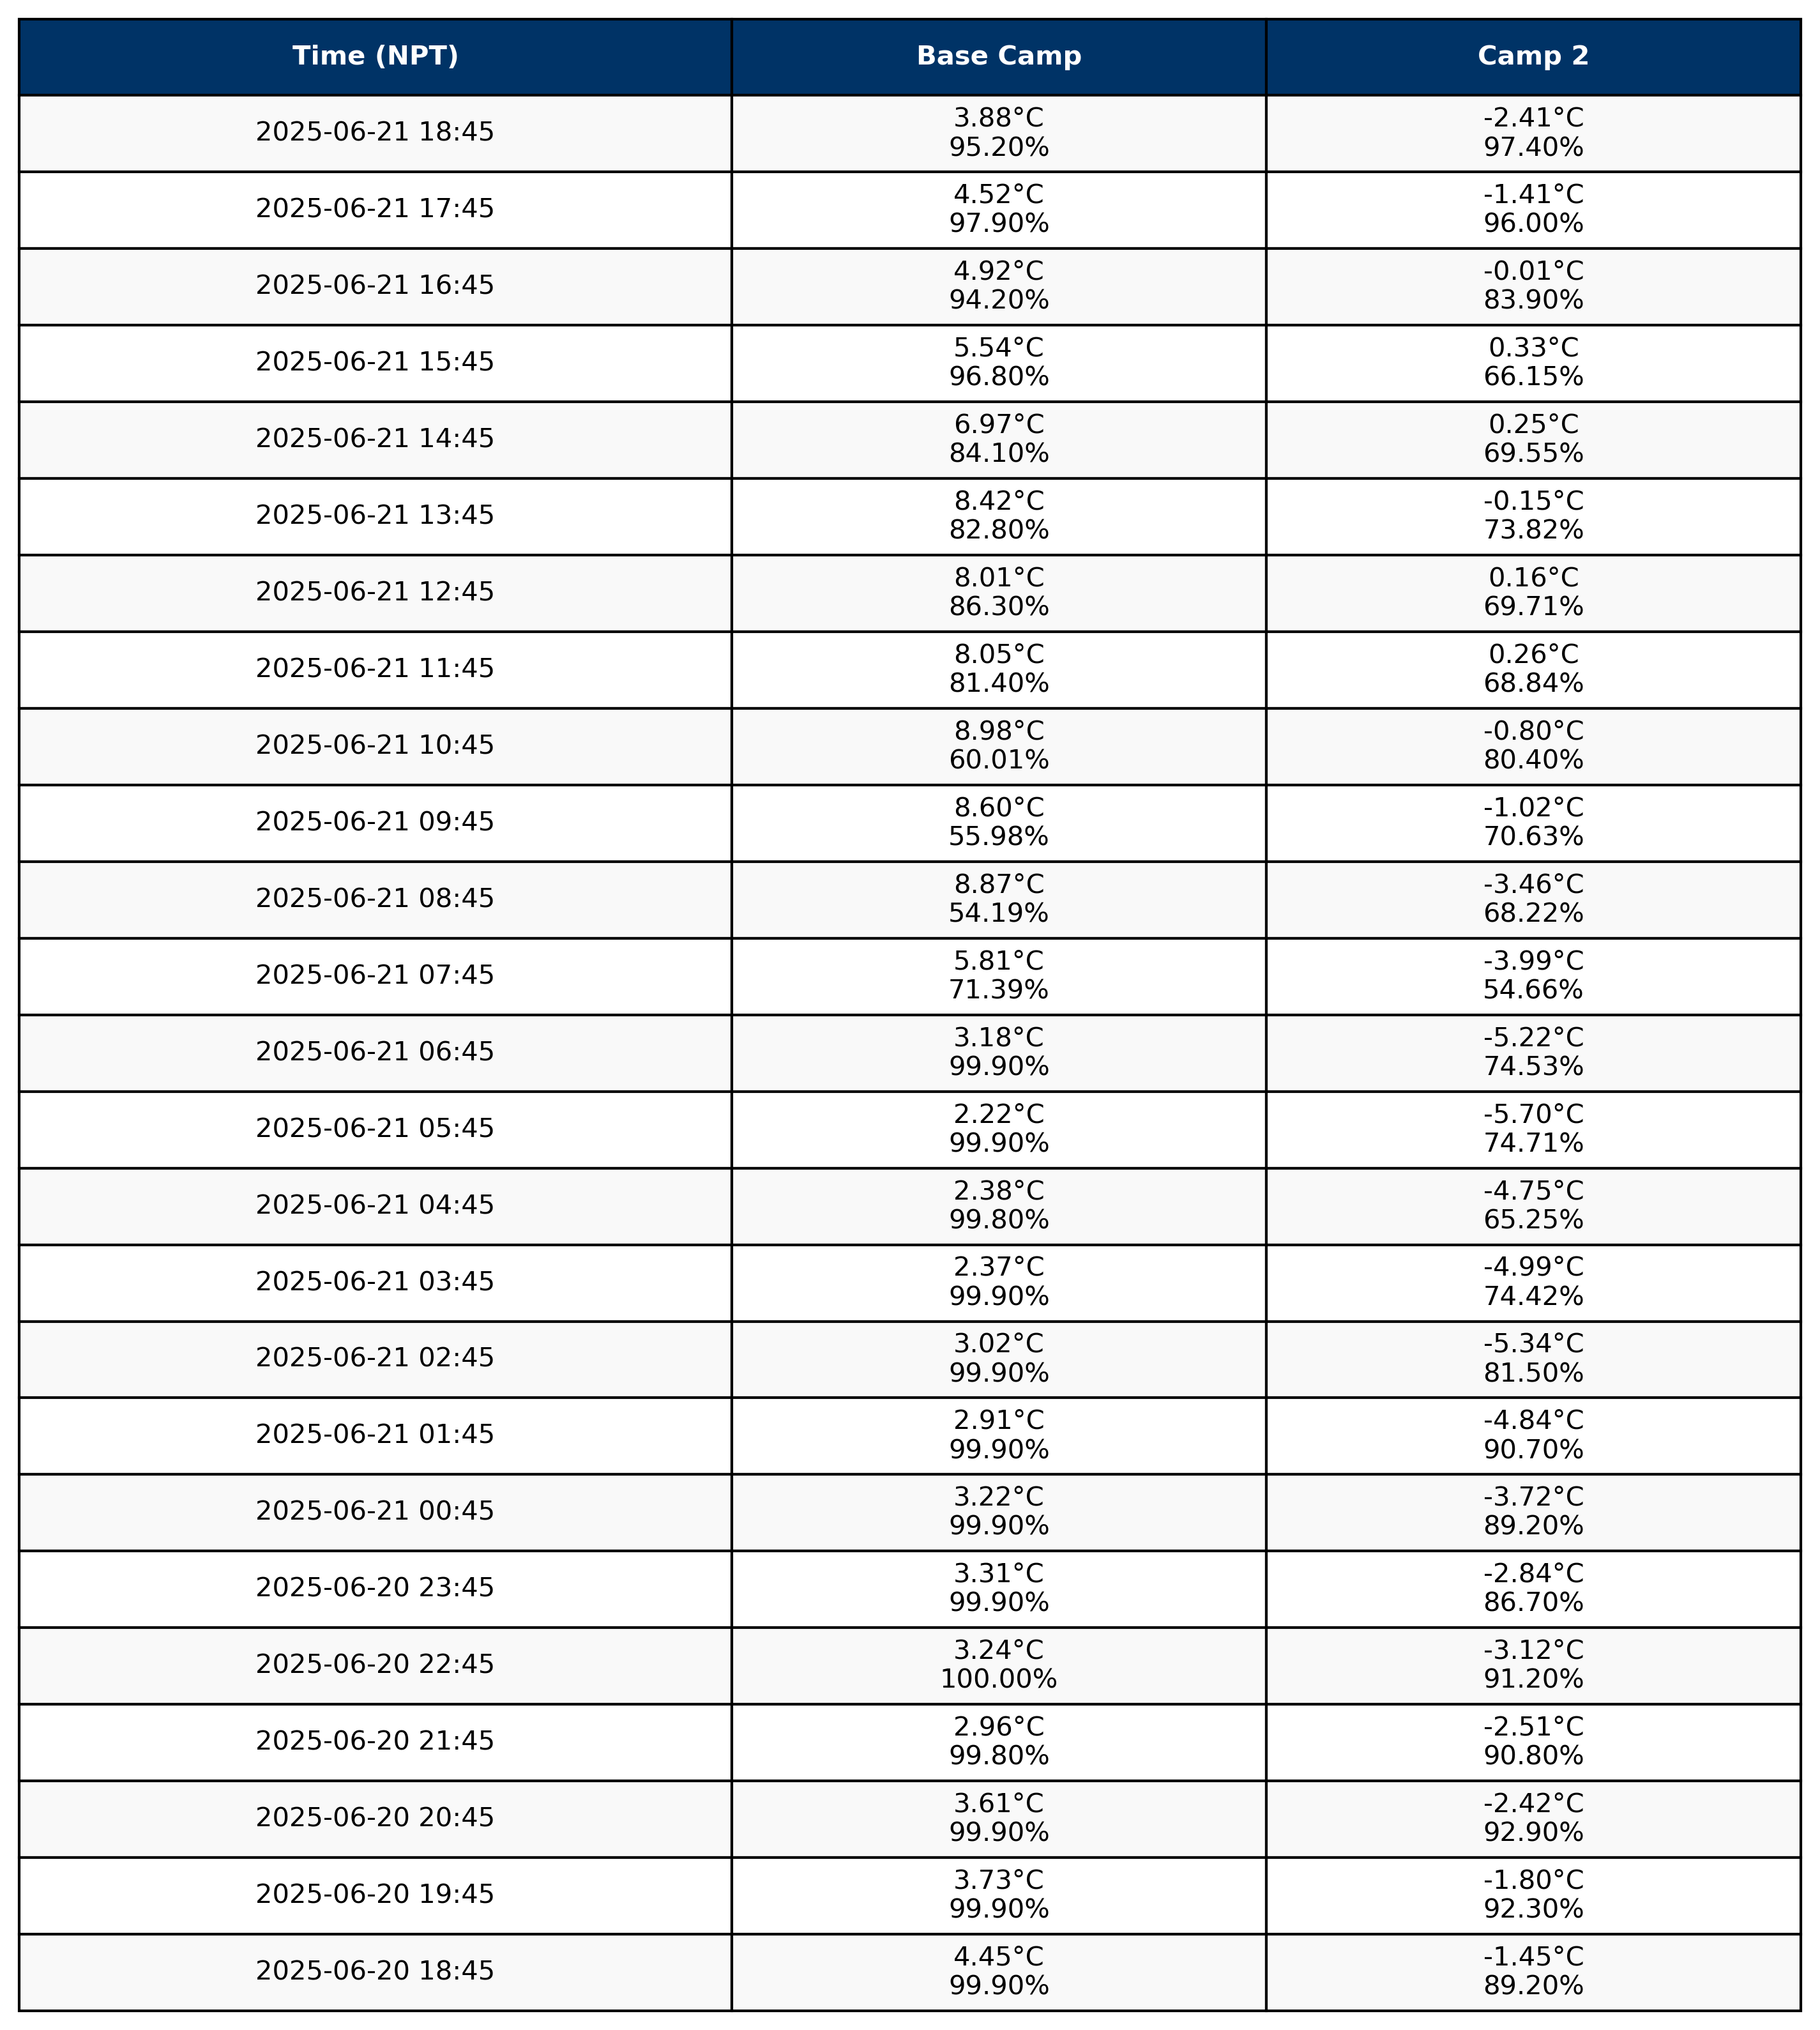 Time (NPT) Base Camp Camp 2
2025-06-21 18:45 3.88°C -2.41°C
95.20% 97.40%
2025-06-21 17:45 4.52°C -1.41°C
97.90% 96.00%
2025-06-21 16:45 4.92°C -0.01°C
94.20% 83.90%
2025-06-21 15:45 5.54°C 0.33°C
96.80% 66.15%
2025-06-21 14:45 6.97°C 0.25°C
84.10% 69.55%
2025-06-21 13:45 8.42°C -0.15°C
82.80% 73.82%
2025-06-21 12:45 8.01°C 0.16°C
86.30% 69.71%
2025-06-21 11:45 8.05°C 0.26°C
81.40% 68.84%
2025-06-21 10:45 8.98°C -0.80°C
60.01% 80.40%
2025-06-21 09:45 8.60°C -1.02°C
55.98% 70.63%
2025-06-21 08:45 8.87°C -3.46°C
54.19% 68.22%
2025-06-21 07:45 5.81°C -3.99°C
71.39% 54.66%
2025-06-21 06:45 3.18°C -5.22°C
99.90% 74.53%
2025-06-21 05:45 2.22°C -5.70°C
99.90% 74.71%
2025-06-21 04:45 2.38°C -4.75°C
99.80% 65.25%
2025-06-21 03:45 2.37°C -4.99°C
99.90% 74.42%
2025-06-21 02:45 3.02°C -5.34°C
99.90% 81.50%
2025-06-21 01:45 2.91°C -4.84°C
99.90% 90.70%
2025-06-21 00:45 3.22°C -3.72°C
99.90% 89.20%
2025-06-20 23:45 3.31°C -2.84°C
99.90% 86.70%
2025-06-20 22:45 3.24°C -3.12°C
100.00% 91.20%
2025-06-20 21:45 2.96°C -2.51°C
99.80% 90.80%
2025-06-20 20:45 3.61°C -2.42°C
99.90% 92.90%
2025-06-20 19:45 3.73°C -1.80°C
99.90% 92.30%
2025-06-20 18:45 4.45°C -1.45°C
99.90% 89.20%